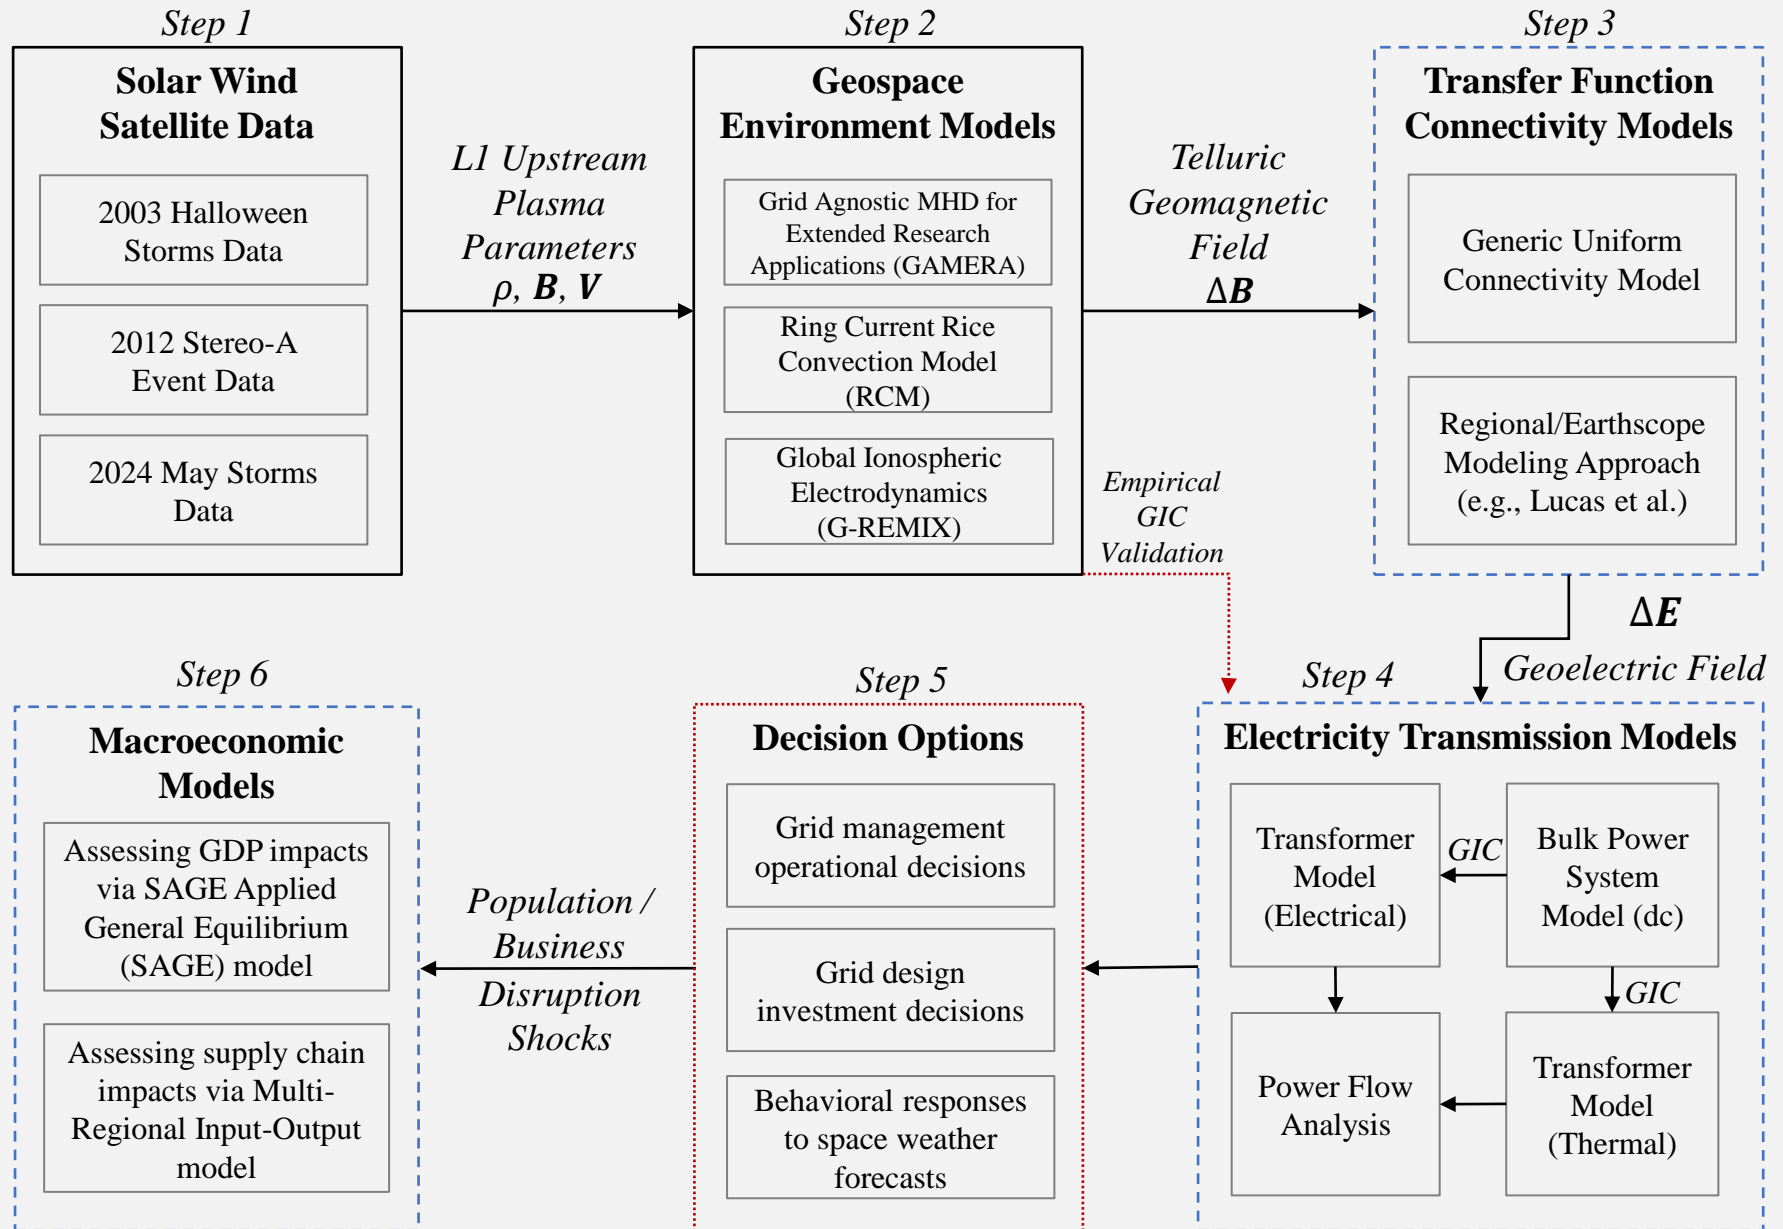 Step 1
Solar Wind
Satellite Data
2003 Halloween
Storms Data
2012 Stereo-A
Event Data
2024 May Storms
Data
L1 Upstream
Plasma
Parameters
ρ, B, V
Step 2
Geospace
Environment Models
Grid Agnostic MHD for
Extended Research
Applications (GAMERA)
Ring Current Rice
Convection Model
(RCM)
Global Ionospheric
Electrodynamics
(G-REMIX)
Telluric
Geomagnetic
Field
ΔB
Empirical
GIC
Validation
Step 3
Transfer Function
Connectivity Models
Generic Uniform
Connectivity Model
Regional/Earthscope
Modeling Approach
(e.g., Lucas et al.)
ΔE
Geoelectric Field
Step 4
Electricity Transmission Models
Transformer
Model
(Electrical)
GIC
Bulk Power
System
Model (dc)
GIC
Power Flow
Analysis
Transformer
Model
(Thermal)
Step 5
Decision Options
Grid management
operational decisions
Grid design
investment decisions
Behavioral responses
to space weather
forecasts
Population /
Business
Disruption
Shocks
Step 6
Macroeconomic
Models
Assessing GDP impacts
via SAGE Applied
General Equilibrium
(SAGE) model
Assessing supply chain
impacts via Multi-
Regional Input-Output
model